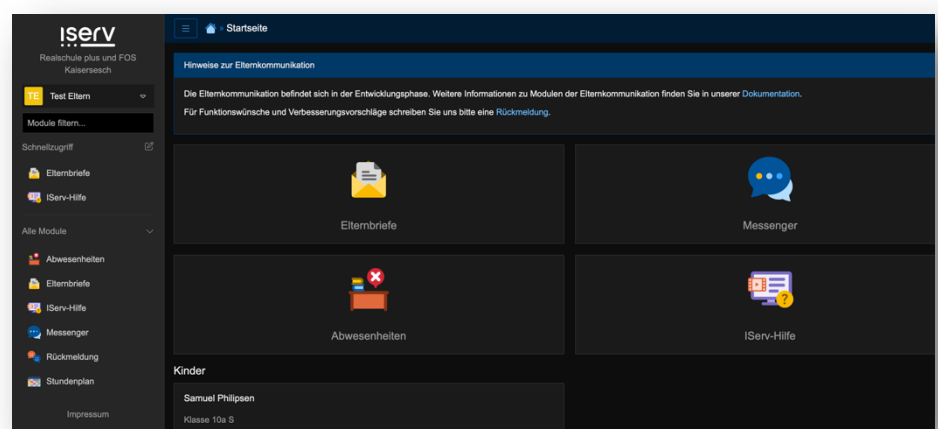 IServ
Realschule plus und FOS
Kaisersesch
TE Test Eltern
Module filtern...
Schnellzugriff
Elternbriefe
IServ-Hilfe
Alle Module
Abwesenheiten
Elternbriefe
IServ-Hilfe
Messenger
Rückmeldung
Stundenplan
Impressum
Startseite
Hinweise zur Elternkommunikation
Die Elternkommunikation befindet sich in der Entwicklungsphase. Weitere Informationen zu Modulen der Elternkommunikation finden Sie in unserer Dokumentation.
Für Funktionswünsche und Verbesserungsvorschläge schreiben Sie uns bitte eine Rückmeldung.
Elternbriefe
Messenger
Abwesenheiten
IServ-Hilfe
Kinder
Samuel Philipsen
Klasse 10a S